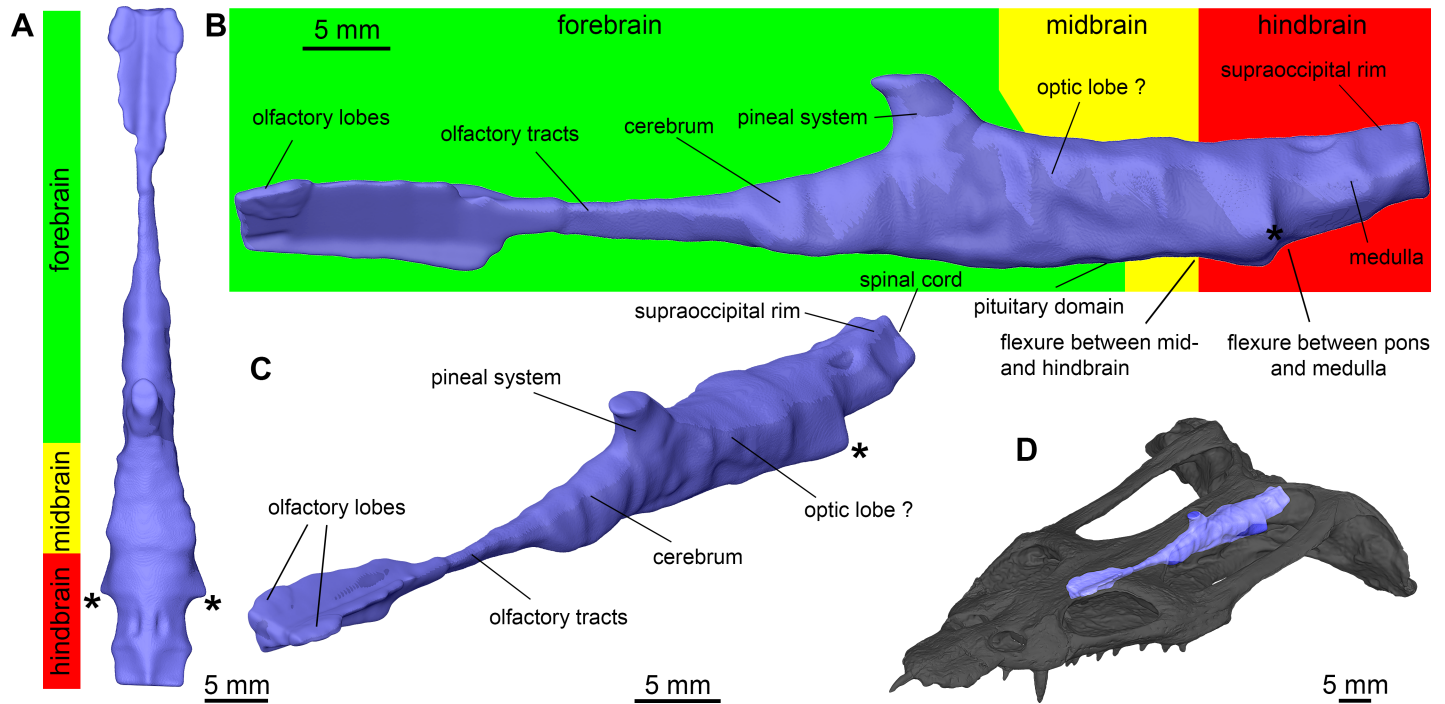 A
forebrain
midbrain
hindbrain
*
*
5 mm
B
5 mm
forebrain
midbrain
hindbrain
olfactory lobes
olfactory tracts
cerebrum
pineal system
optic lobe ?
supraoccipital rim
*
medulla
pituitary domain
flexure between mid-
and hindbrain
flexure between pons
and medulla
C
spinal cord
supraoccipital rim
pineal system
*
optic lobe ?
cerebrum
olfactory lobes
olfactory tracts
5 mm
D
5 mm